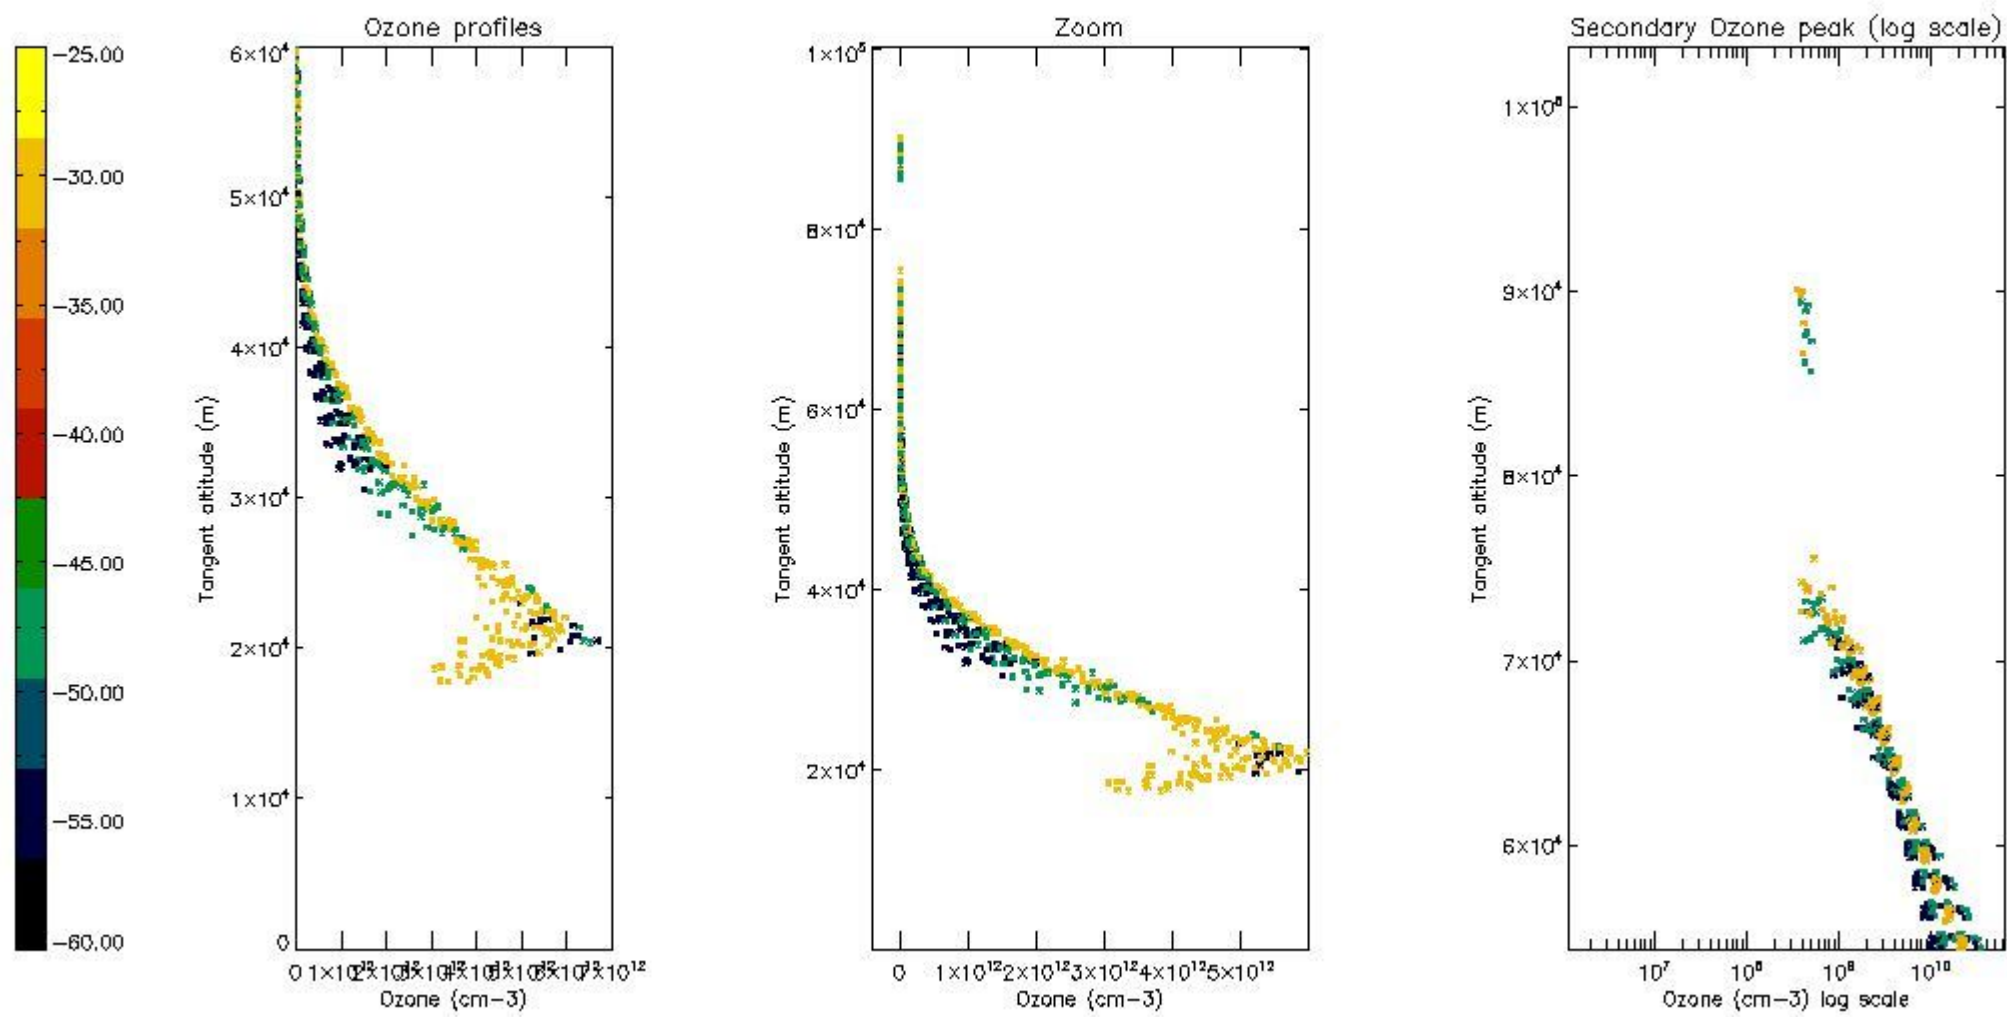 Ozone profiles
Zoom
Secondary Ozone peak (log scale)
−25.00
−30.00
−35.00
−40.00
−45.00
−50.00
−55.00
−60.00
6×10⁴
5×10⁴
4×10⁴
3×10⁴
2×10⁴
1×10⁴
0
Tangent altitude (m)
7×10¹²
Ozone (cm−3)
1×10⁵
8×10⁴
6×10⁴
4×10⁴
2×10⁴
Tangent altitude (m)
0 1×10¹² 2×10¹² 3×10¹² 4×10¹² 5×10¹²
Ozone (cm−3)
9×10⁴
8×10⁴
7×10⁴
6×10⁴
Tangent altitude (m)
10⁷ 10⁸ 10⁹ 10¹⁰
Ozone (cm−3) log scale